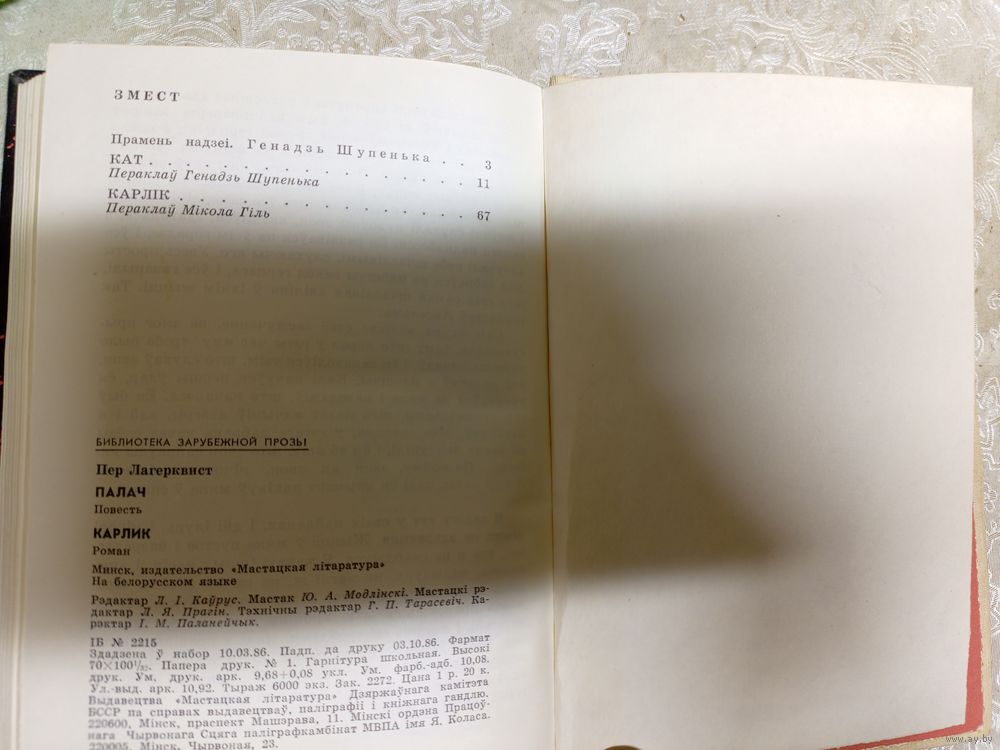 ЗМЕСТ
Прамень надзеі. Генадзь Шупенька . . 3
КАТ . . . . . . . . . . . . . . 11
Пераклаў Генадзь Шупенька
КАРЛІК . . . . . . . . . . . . . 67
Пераклаў Мікола Гіль
БИБЛИОТЕКА ЗАРУБЕЖНОЙ ПРОЗЫ
Пер Лагерквист
ПАЛАЧ
Повесть
КАРЛИК
Роман
Минск, издательство «Мастацкая літаратура»
На белорусском языке
Рэдактар Л. І. Каўрус. Мастак Ю. А. Модлінскі. Мастацкі рэ-
дактар Л. Я. Прагін. Тэхнічны рэдактар Г. П. Тарасевіч. Ка-
рэктар І. М. Паланейчык.
ІБ № 2215
Здадзена ў набор 10.03.86. Падп. да друку 03.10.86. Фармат
70×100¹/₃₂. Папера друк. № 1. Гарнітура школьная. Высокі
друк. Ум. друк. арк. 9,68+0,08 укл. Ум. фарб.-адб. 10,08.
Ул.-выд. арк. 10,92. Тыраж 6000 экз. Зак. 2272. Цана 1 р. 20 к.
Выдавецтва «Мастацкая літаратура» Дзяржаўнага камітэта
БССР па справах выдавецтваў, паліграфіі і кніжнага гандлю.
220600, Мінск, праспект Машэрава, 11. Мінскі ордэна Працоў-
нага Чырвонага Сцяга паліграфкамбінат МВПА імя Я. Коласа.
220005, Мінск, Чырвоная, 23.
www.ay.by